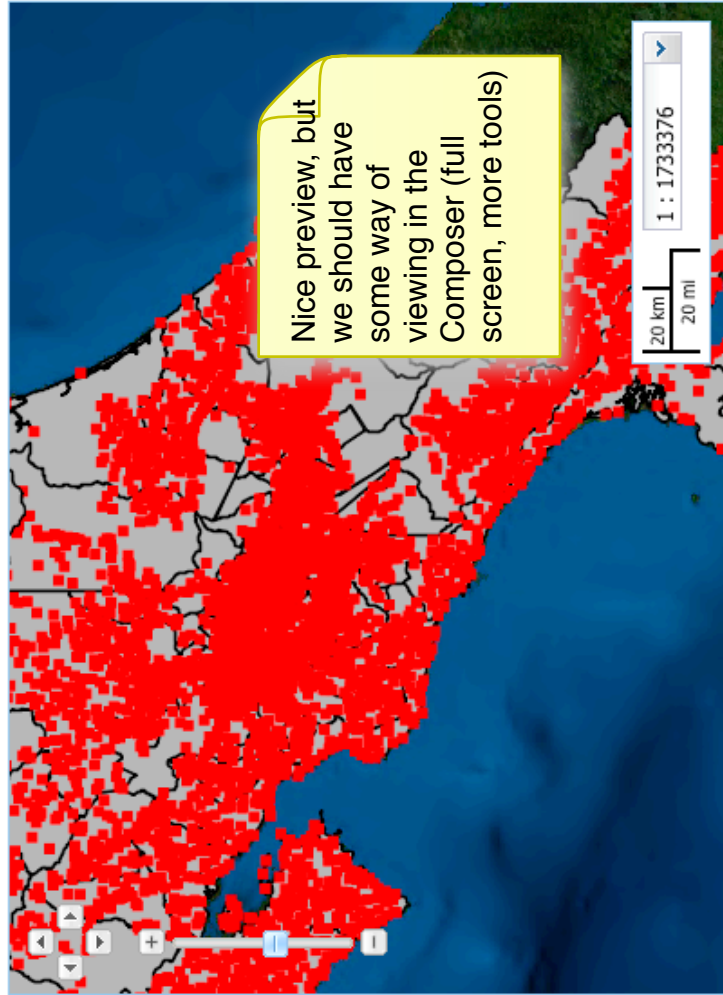 Nice preview, but
we should have
some way of
viewing in the
Composer (full
screen, more tools)
20 km
20 mi
1 : 1733376